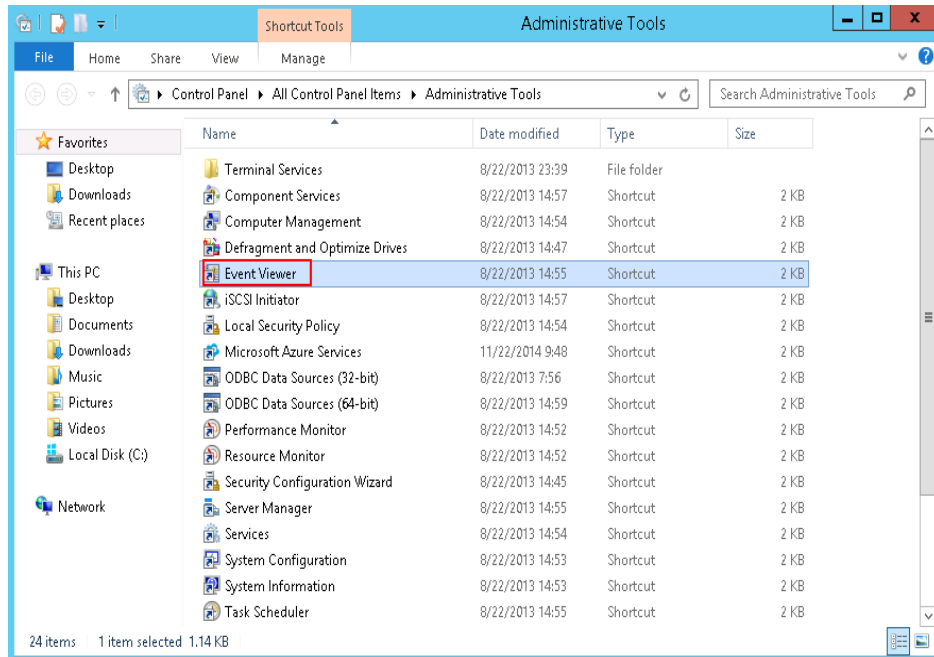 Shortcut Tools Administrative Tools
File Home Share View Manage
Control Panel All Control Panel Items Administrative Tools Search Administrative Tools
Name Date modified Type Size
Favorites
Desktop
Downloads
Recent places
This PC
Desktop
Documents
Downloads
Music
Pictures
Videos
Local Disk (C:)
Network
Terminal Services 8/22/2013 23:39 File folder
Component Services 8/22/2013 14:57 Shortcut 2 KB
Computer Management 8/22/2013 14:54 Shortcut 2 KB
Defragment and Optimize Drives 8/22/2013 14:47 Shortcut 2 KB
Event Viewer 8/22/2013 14:55 Shortcut 2 KB
iSCSI Initiator 8/22/2013 14:57 Shortcut 2 KB
Local Security Policy 8/22/2013 14:54 Shortcut 2 KB
Microsoft Azure Services 11/22/2014 9:48 Shortcut 2 KB
ODBC Data Sources (32-bit) 8/22/2013 7:56 Shortcut 2 KB
ODBC Data Sources (64-bit) 8/22/2013 14:59 Shortcut 2 KB
Performance Monitor 8/22/2013 14:52 Shortcut 2 KB
Resource Monitor 8/22/2013 14:52 Shortcut 2 KB
Security Configuration Wizard 8/22/2013 14:45 Shortcut 2 KB
Server Manager 8/22/2013 14:55 Shortcut 2 KB
Services 8/22/2013 14:54 Shortcut 2 KB
System Configuration 8/22/2013 14:53 Shortcut 2 KB
System Information 8/22/2013 14:53 Shortcut 2 KB
Task Scheduler 8/22/2013 14:55 Shortcut 2 KB
24 items 1 item selected 1.14 KB